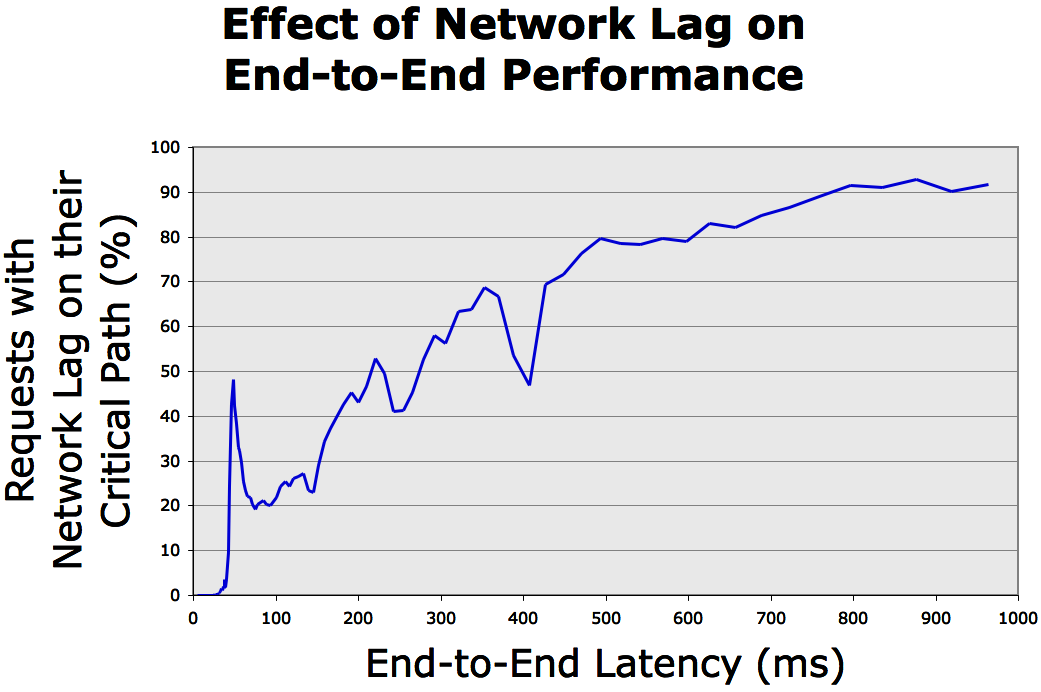 Effect of Network Lag on
End-to-End Performance
Requests with
Network Lag on their
Critical Path (%)
100
90
80
70
60
50
40
30
20
10
0
0 100 200 300 400 500 600 700 800 900 1000
End-to-End Latency (ms)